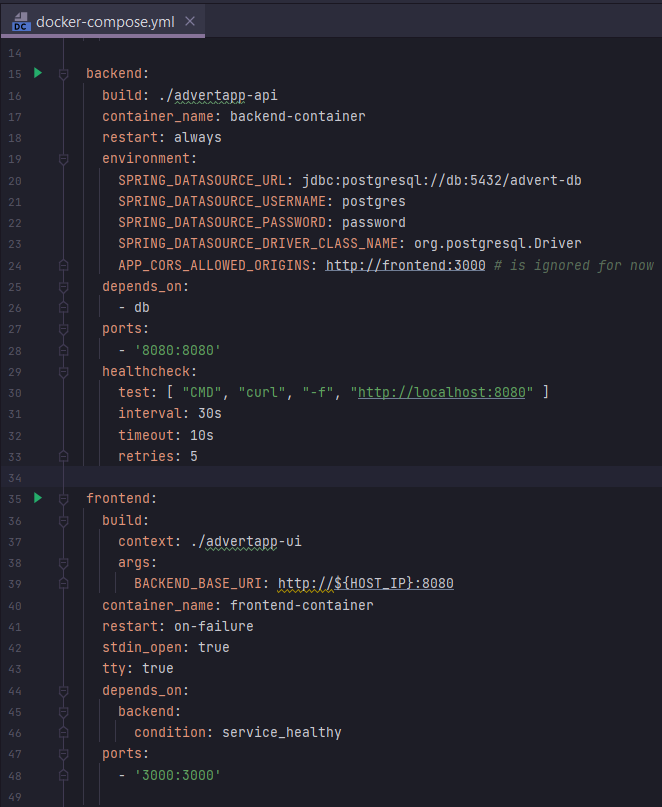 DC docker-compose.yml ×
14
15 backend:
16 build: ./advertapp-api
17 container_name: backend-container
18 restart: always
19 environment:
20 SPRING_DATASOURCE_URL: jdbc:postgresql://db:5432/advert-db
21 SPRING_DATASOURCE_USERNAME: postgres
22 SPRING_DATASOURCE_PASSWORD: password
23 SPRING_DATASOURCE_DRIVER_CLASS_NAME: org.postgresql.Driver
24 APP_CORS_ALLOWED_ORIGINS: http://frontend:3000 # is ignored for now
25 depends_on:
26 - db
27 ports:
28 - '8080:8080'
29 healthcheck:
30 test: [ "CMD", "curl", "-f", "http://localhost:8080" ]
31 interval: 30s
32 timeout: 10s
33 retries: 5
34
35 frontend:
36 build:
37 context: ./advertapp-ui
38 args:
39 BACKEND_BASE_URI: http://${HOST_IP}:8080
40 container_name: frontend-container
41 restart: on-failure
42 stdin_open: true
43 tty: true
44 depends_on:
45 backend:
46 condition: service_healthy
47 ports:
48 - '3000:3000'
49